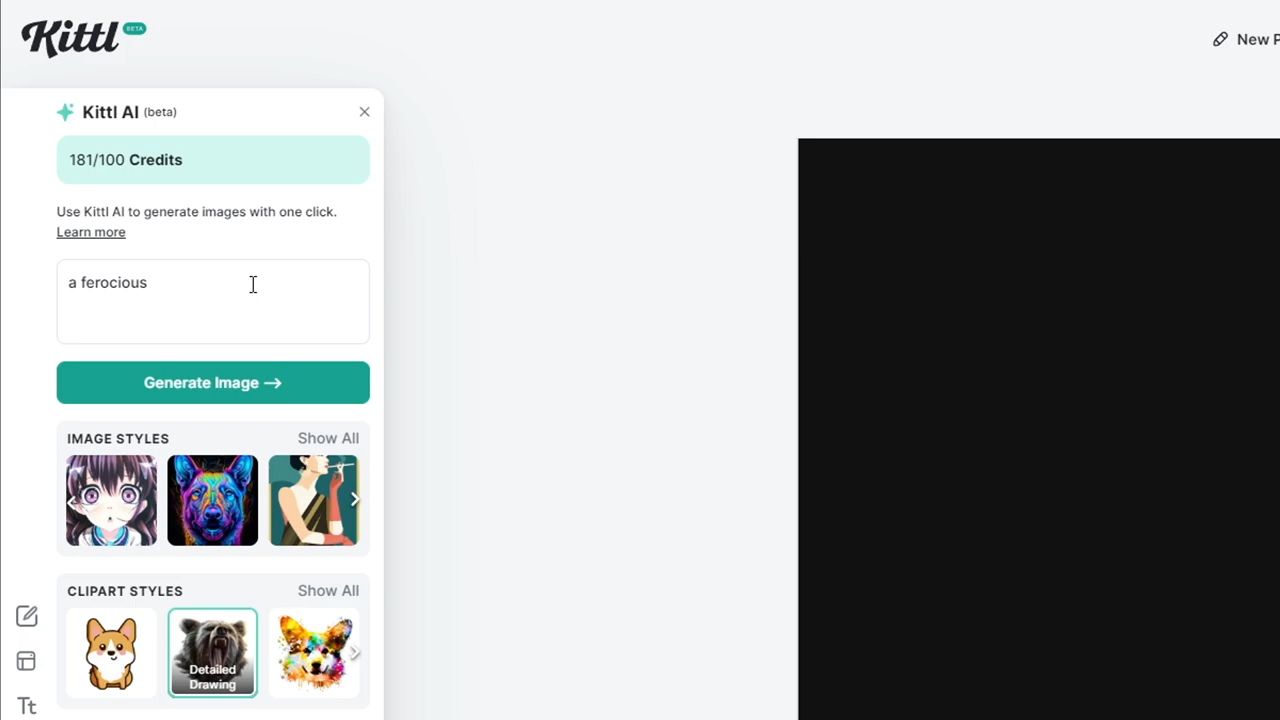 Kittl BETA
New P
Kittl AI (beta)
181/100 Credits
Use Kittl AI to generate images with one click.
Learn more
a ferocious
Generate Image →
IMAGE STYLES Show All
CLIPART STYLES Show All
Detailed
Drawing
Tt